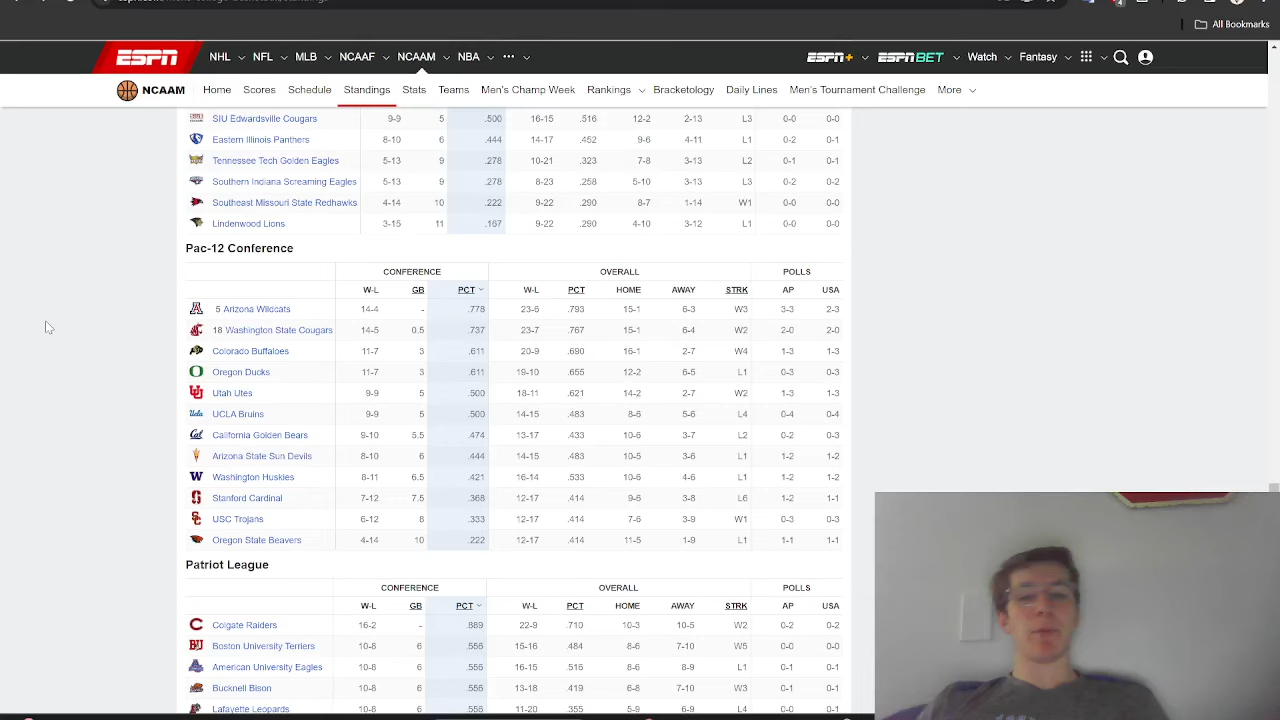 All Bookmarks
ESPN NHL NFL MLB NCAAF NCAAM NBA ESPN+ ESPN BET Watch Fantasy
NCAAM Home Scores Schedule Standings Stats Teams Men's Champ Week Rankings Bracketology Daily Lines Men's Tournament Challenge More
SIU Edwardsville Cougars 9-9 5 .500 16-15 .516 12-2 2-13 L3 0-0 0-0
Eastern Illinois Panthers 8-10 6 .444 14-17 .452 9-6 4-11 L1 0-2 0-1
Tennessee Tech Golden Eagles 5-13 9 .278 10-21 .323 7-8 3-13 L2 0-1 0-1
Southern Indiana Screaming Eagles 5-13 9 .278 8-23 .258 5-10 3-13 L3 0-2 0-2
Southeast Missouri State Redhawks 4-14 10 .222 9-22 .290 8-7 1-14 W1 0-0 0-0
Lindenwood Lions 3-15 11 .167 9-22 .290 4-10 3-12 L1 0-0 0-0
Pac-12 Conference
CONFERENCE OVERALL POLLS
W-L GB PCT W-L PCT HOME AWAY STRK AP USA
5 Arizona Wildcats 14-4 - .778 23-6 .793 15-1 6-3 W3 3-3 2-3
18 Washington State Cougars 14-5 0.5 .737 23-7 .767 15-1 6-4 W2 2-0 2-0
Colorado Buffaloes 11-7 3 .611 20-9 .690 16-1 2-7 W4 1-3 1-3
Oregon Ducks 11-7 3 .611 19-10 .655 12-2 6-5 L1 0-3 0-3
Utah Utes 9-9 5 .500 18-11 .621 14-2 2-7 W2 1-3 1-3
UCLA Bruins 9-9 5 .500 14-15 .483 8-6 5-6 L4 0-4 0-4
California Golden Bears 9-10 5.5 .474 13-17 .433 10-6 3-7 L2 0-2 0-3
Arizona State Sun Devils 8-10 6 .444 14-15 .483 10-5 3-6 L1 1-2 1-2
Washington Huskies 8-11 6.5 .421 16-14 .533 10-6 4-6 L1 1-2 1-2
Stanford Cardinal 7-12 7.5 .368 12-17 .414 9-6 3-8 L6 1-2 1-1
USC Trojans 6-12 8 .333 12-17 .414 7-6 3-9 W1 0-3 0-3
Oregon State Beavers 4-14 10 .222 12-17 .414 11-5 1-9 L1 1-1 1-1
Patriot League
CONFERENCE OVERALL POLLS
W-L GB PCT W-L PCT HOME AWAY STRK AP USA
Colgate Raiders 16-2 - .889 22-9 .710 10-3 10-5 W2 0-2 0-2
Boston University Terriers 10-8 6 .556 15-16 .484 8-6 7-10 W5 0-0 0-0
American University Eagles 10-8 6 .556 16-15 .516 8-6 8-9 L1 0-1 0-1
Bucknell Bison 10-8 6 .556 13-18 .419 6-8 7-10 W3 0-1 0-1
Lafayette Leopards 10-8 6 .556 11-20 .355 5-9 6-9 L4 0-0 0-1